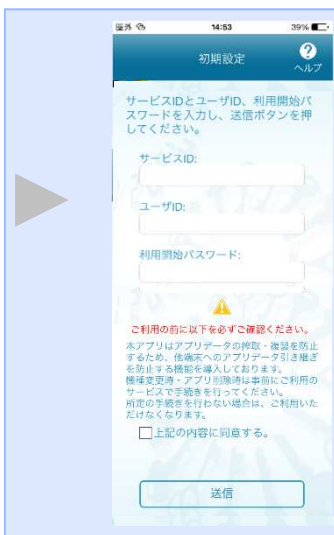 圏外 14:53 39%
初期設定
ヘルプ
サービスIDとユーザID、利用開始パ
スワードを入力し、送信ボタンを押
してください。
サービスID:
ユーザID:
利用開始パスワード:
ご利用の前に以下を必ずご確認ください。
本アプリはアプリデータの搾取・複製を防止
するため、他端末へのアプリデータ引き継ぎ
を防止する機能を導入しております。
機種変更時・アプリ削除時は事前にご利用の
サービスで手続きを行ってください。
所定の手続きを行わない場合は、ご利用いた
だけなくなります。
上記の内容に同意する。
送信